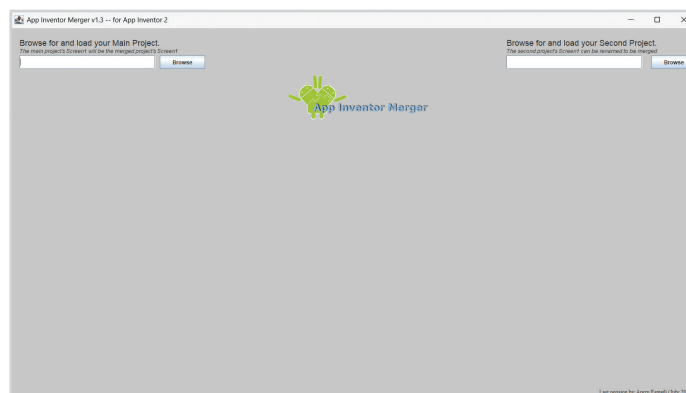 App Inventor Merger v1.3 -- for App Inventor 2
Browse for and load your Main Project.
The main project's Screen1 will be the merged project's Screen1
Browse
Browse for and load your Second Project.
The second project's Screen1 can be renamed to be merged
Browse
App Inventor Merger